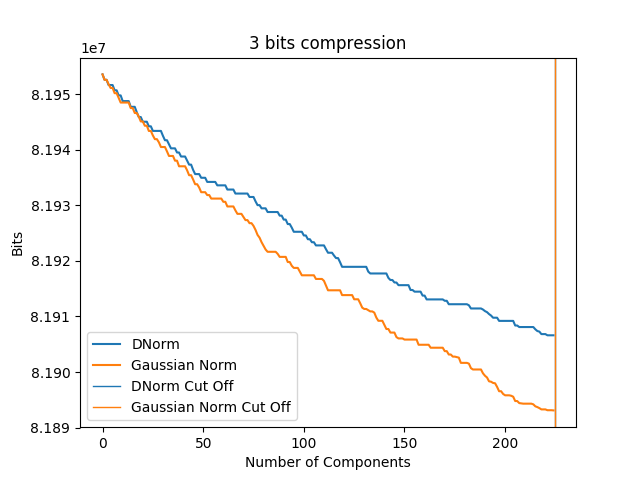 3 bits compression
1e7
8.195
8.194
8.193
8.192
8.191
8.190
8.189
Bits
DNorm
Gaussian Norm
DNorm Cut Off
Gaussian Norm Cut Off
0 50 100 150 200
Number of Components